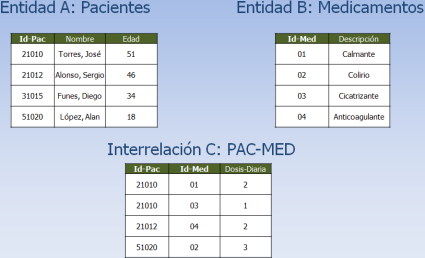 Entidad A: Pacientes
Id-Pac Nombre Edad
21010 Torres, José 51
21012 Alonso, Sergio 46
31015 Funes, Diego 34
51020 López, Alan 18
Entidad B: Medicamentos
Id-Med Descripción
01 Calmante
02 Colirio
03 Cicatrizante
04 Anticoagulante
Interrelación C: PAC-MED
Id-Pac Id-Med Dosis-Diaria
21010 01 2
21010 03 1
21012 04 2
51020 02 3